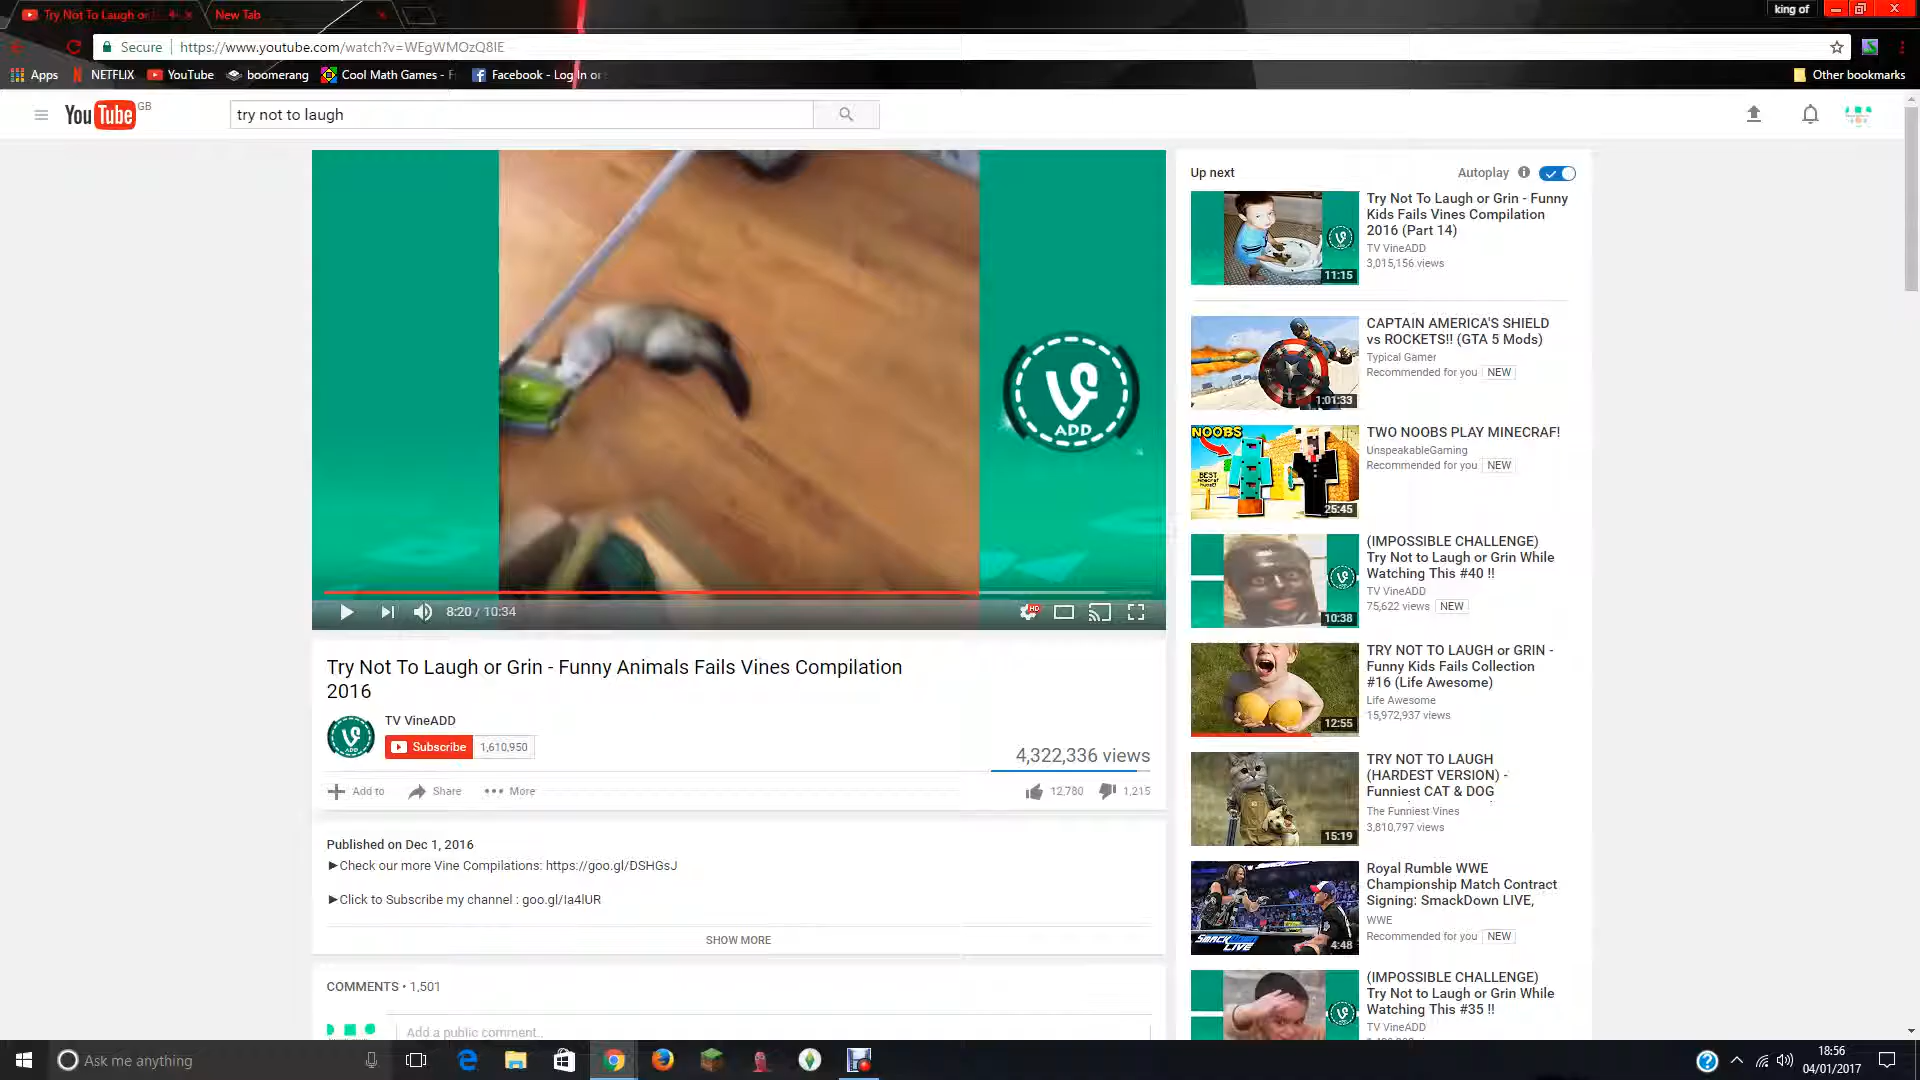 Try Not To Laugh or
New Tab
king of
Secure
https://www.youtube.com/watch?v=WEgWMOzQ8lE
Apps
NETFLIX
YouTube
boomerang
Cool Math Games - F
Facebook - Log In or
Other bookmarks
YouTube GB
try not to laugh
ADD
8:20 / 10:34
HD
Try Not To Laugh or Grin - Funny Animals Fails Vines Compilation
2016
TV VineADD
Subscribe 1,610,950
4,322,336 views
Add to
Share
More
12,780
1,215
Published on Dec 1, 2016
►Check our more Vine Compilations: https://goo.gl/DSHGsJ
►Click to Subscribe my channel : goo.gl/Ia4lUR
SHOW MORE
COMMENTS • 1,501
Add a public comment..
Up next
Autoplay
11:15
Try Not To Laugh or Grin - Funny
Kids Fails Vines Compilation
2016 (Part 14)
TV VineADD
3,015,156 views
1:01:33
CAPTAIN AMERICA'S SHIELD
vs ROCKETS!! (GTA 5 Mods)
Typical Gamer
Recommended for you NEW
NOOBS
25:45
TWO NOOBS PLAY MINECRAF!
UnspeakableGaming
Recommended for you NEW
10:38
(IMPOSSIBLE CHALLENGE)
Try Not to Laugh or Grin While
Watching This #40 !!
TV VineADD
75,622 views NEW
12:55
TRY NOT TO LAUGH or GRIN -
Funny Kids Fails Collection
#16 (Life Awesome)
Life Awesome
15,972,937 views
15:19
TRY NOT TO LAUGH
(HARDEST VERSION) -
Funniest CAT & DOG
The Funniest Vines
3,810,797 views
SMACKDOWN
LIVE
4:48
Royal Rumble WWE
Championship Match Contract
Signing: SmackDown LIVE,
WWE
Recommended for you NEW
(IMPOSSIBLE CHALLENGE)
Try Not to Laugh or Grin While
Watching This #35 !!
TV VineADD
Ask me anything
18:56
04/01/2017